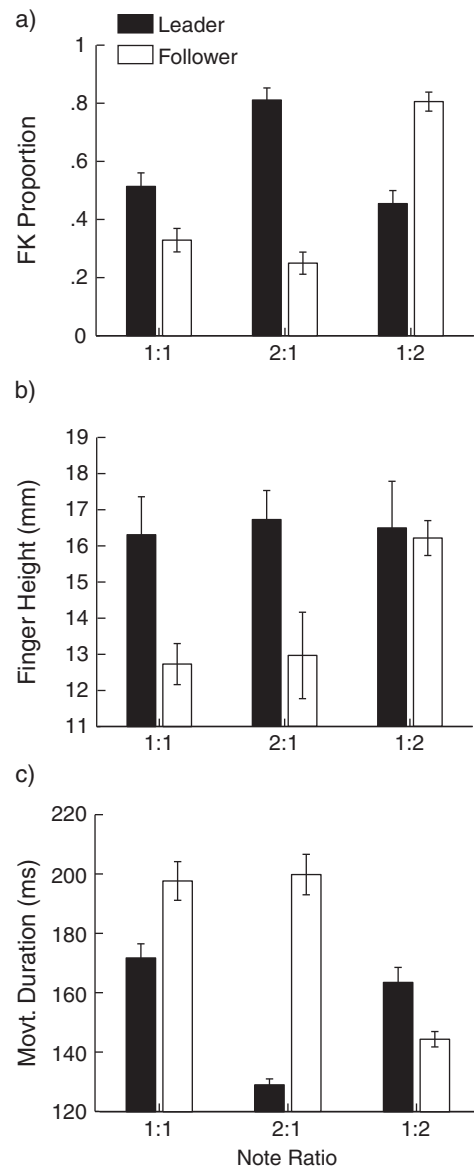 a)
Leader
Follower
1
.8
.6
.4
.2
0
FK Proportion
1:1 2:1 1:2
b)
19
18
17
16
15
14
13
12
11
Finger Height (mm)
1:1 2:1 1:2
c)
220
200
180
160
140
120
Movt. Duration (ms)
1:1 2:1 1:2
Note Ratio